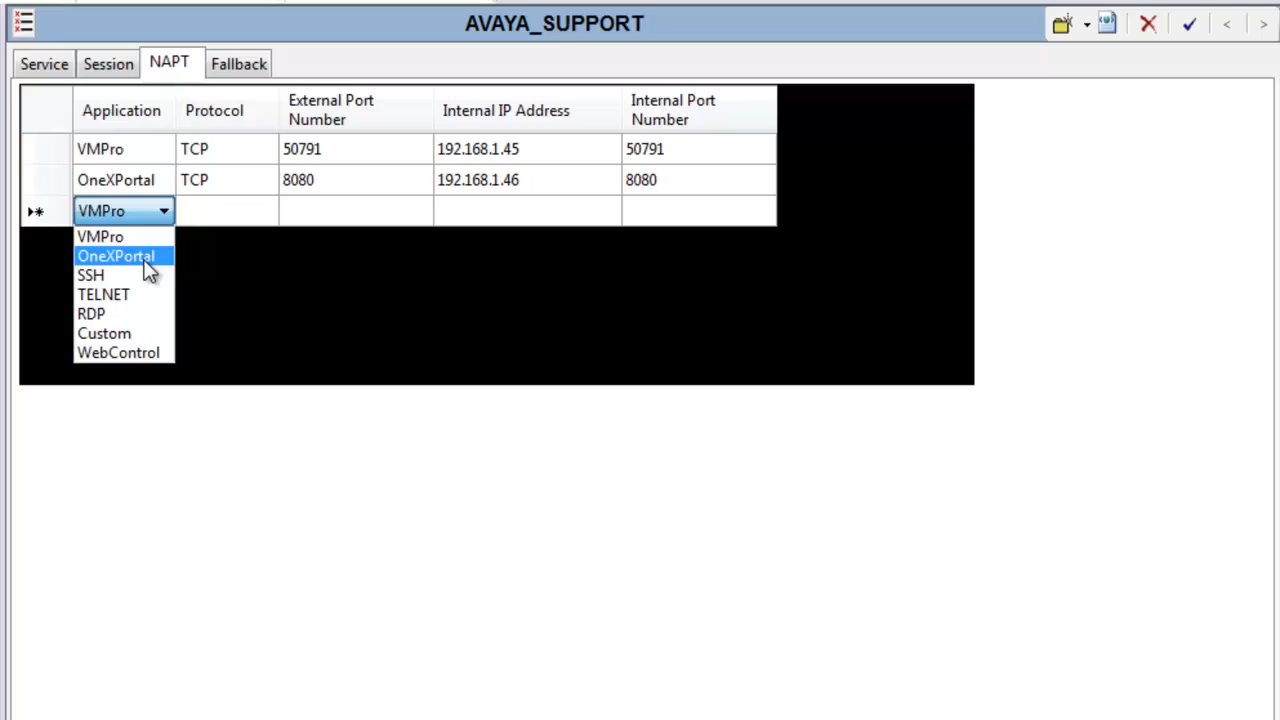 AVAYA_SUPPORT
Service Session NAPT Fallback
Application Protocol External Port Number Internal IP Address Internal Port Number
VMPro TCP 50791 192.168.1.45 50791
OneXPortal TCP 8080 192.168.1.46 8080
VMPro
VMPro
OneXPortal
SSH
TELNET
RDP
Custom
WebControl